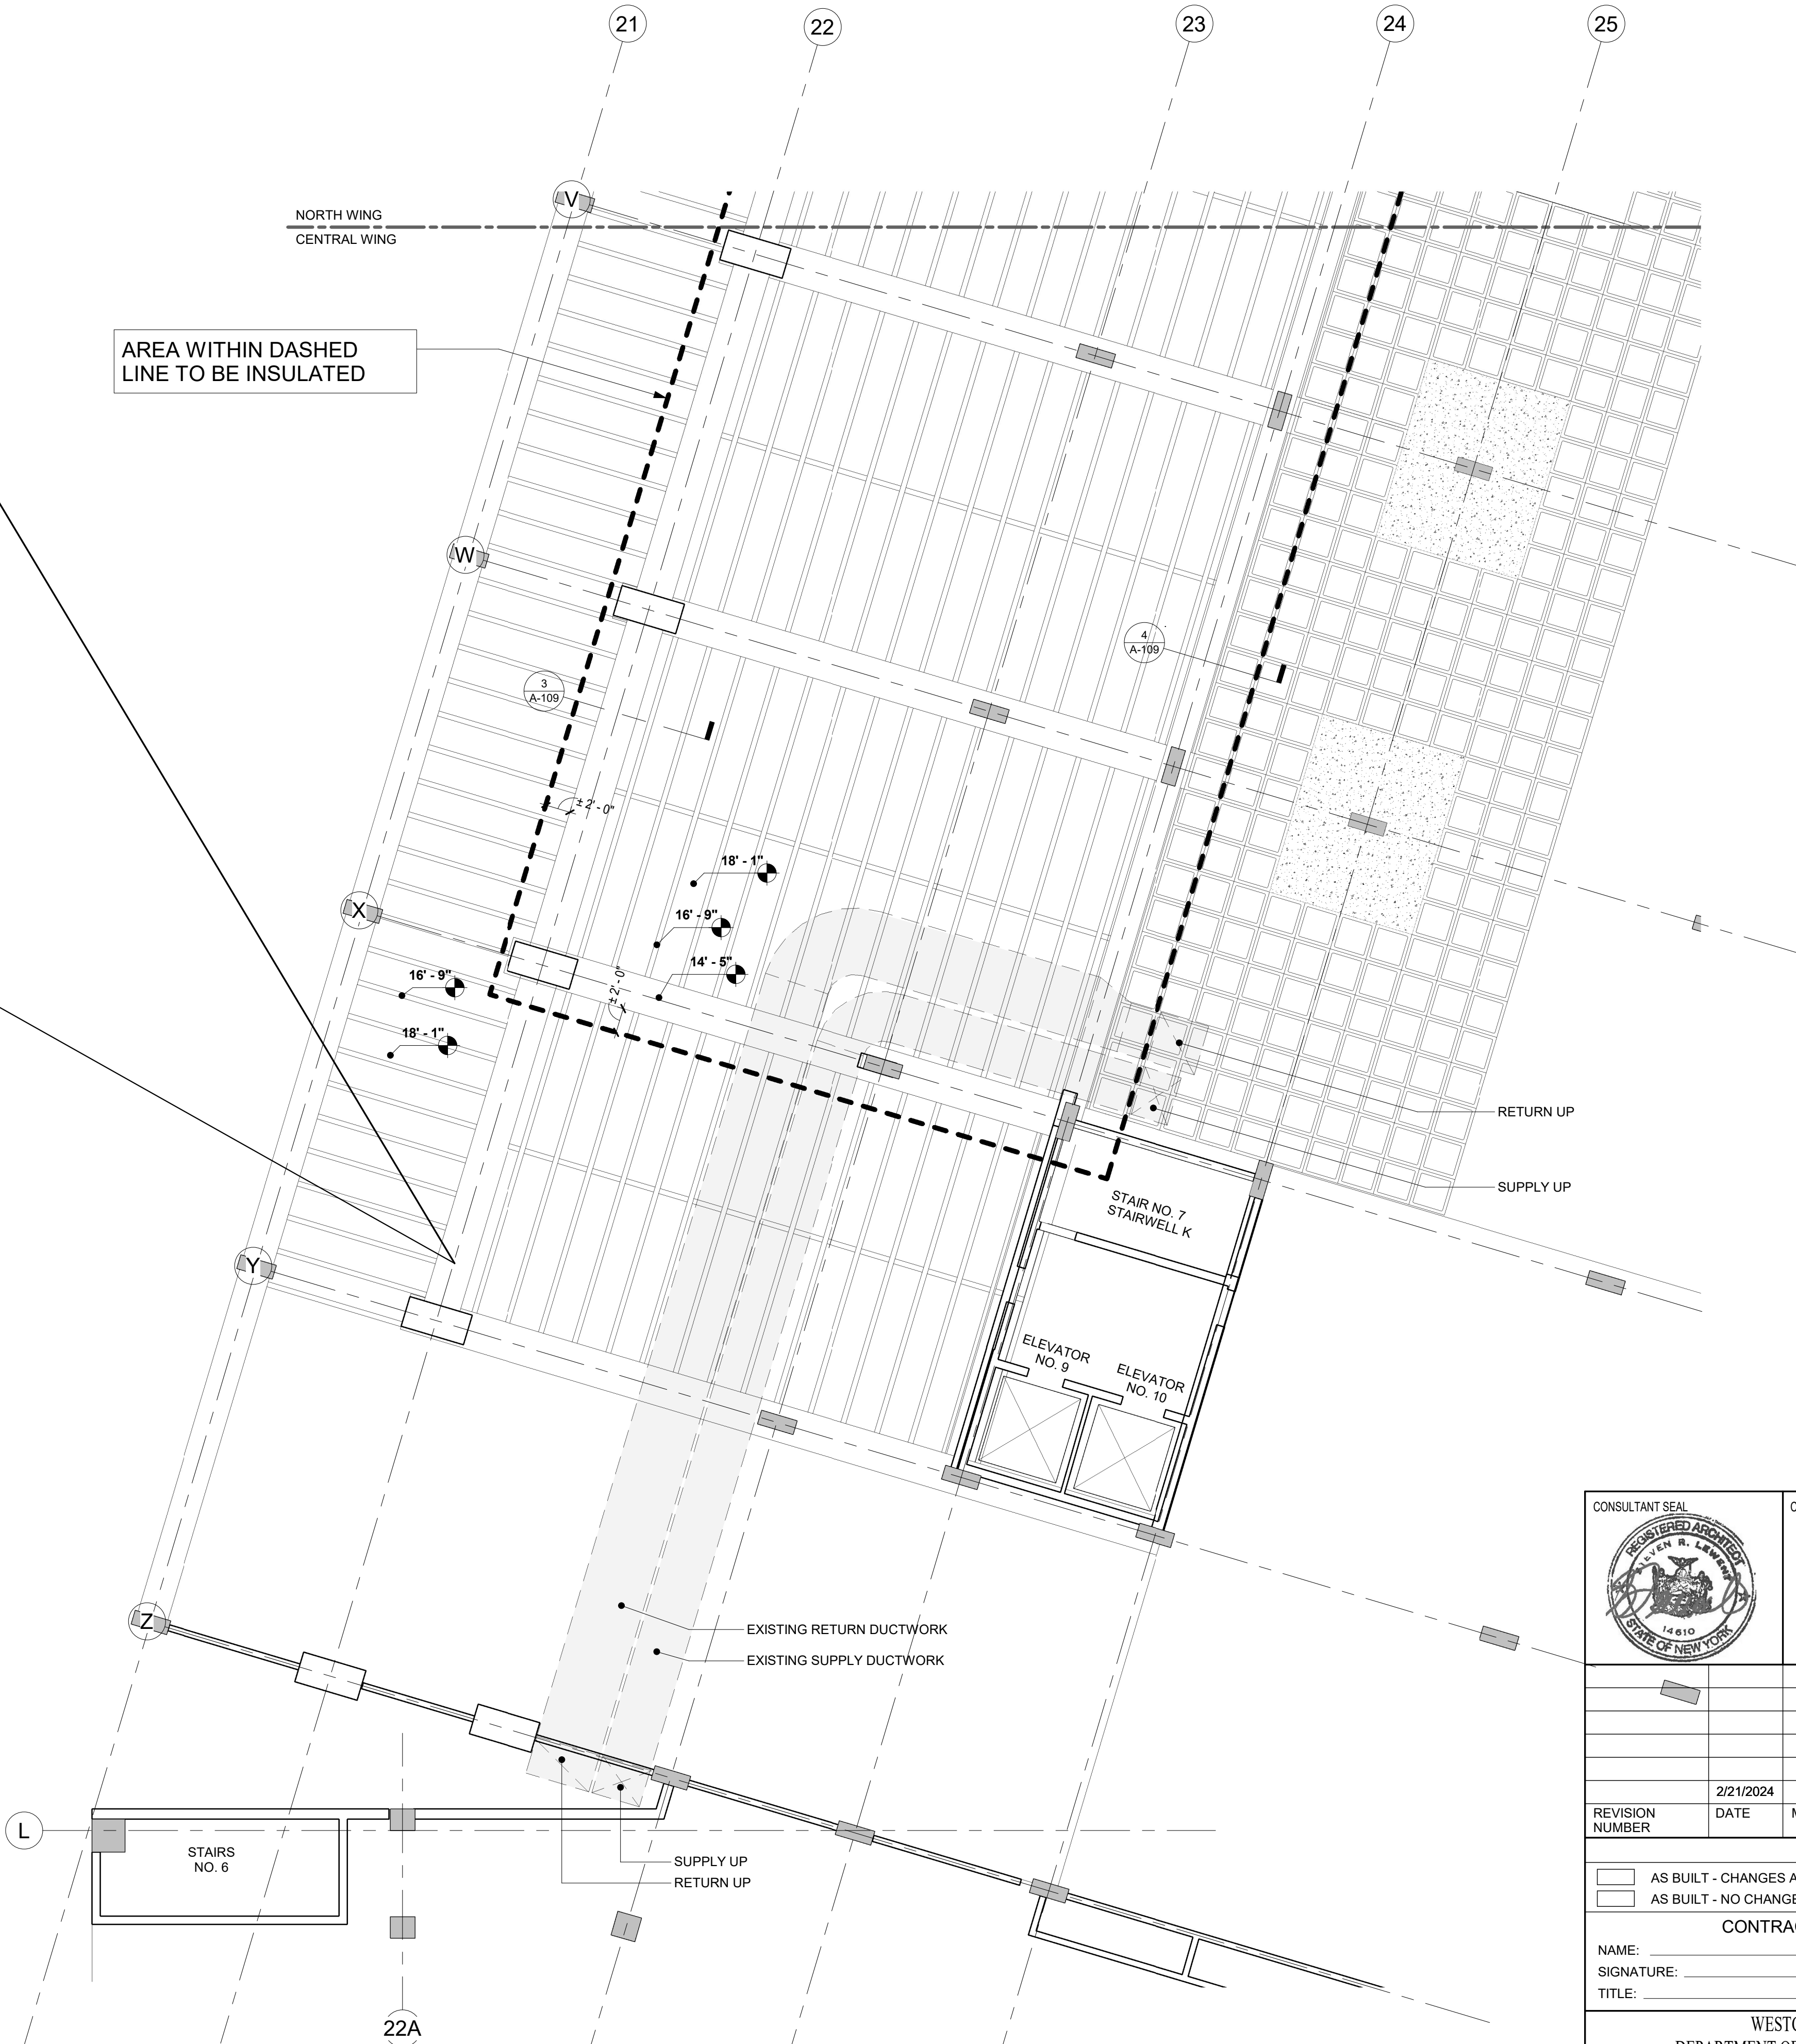 21
22
23
24
25
V
NORTH WING
CENTRAL WING
AREA WITHIN DASHED
LINE TO BE INSULATED
W
4
A-109
3
A-109
± 2' - 0"
18' - 1"
16' - 9"
14' - 5"
± 2' - 0"
X
16' - 9"
18' - 1"
RETURN UP
SUPPLY UP
STAIR NO. 7
STAIRWELL K
Y
ELEVATOR
NO. 9
ELEVATOR
NO. 10
Z
EXISTING RETURN DUCTWORK
EXISTING SUPPLY DUCTWORK
L
STAIRS
NO. 6
SUPPLY UP
RETURN UP
22A
CONSULTANT SEAL
REGISTERED ARCHITECT
R. LEWENT
14610
STATE OF NEW YORK
2/21/2024
REVISION
NUMBER
DATE
AS BUILT - CHANGES A
AS BUILT - NO CHANGE
CONTRA
NAME:
SIGNATURE:
TITLE:
WESTC